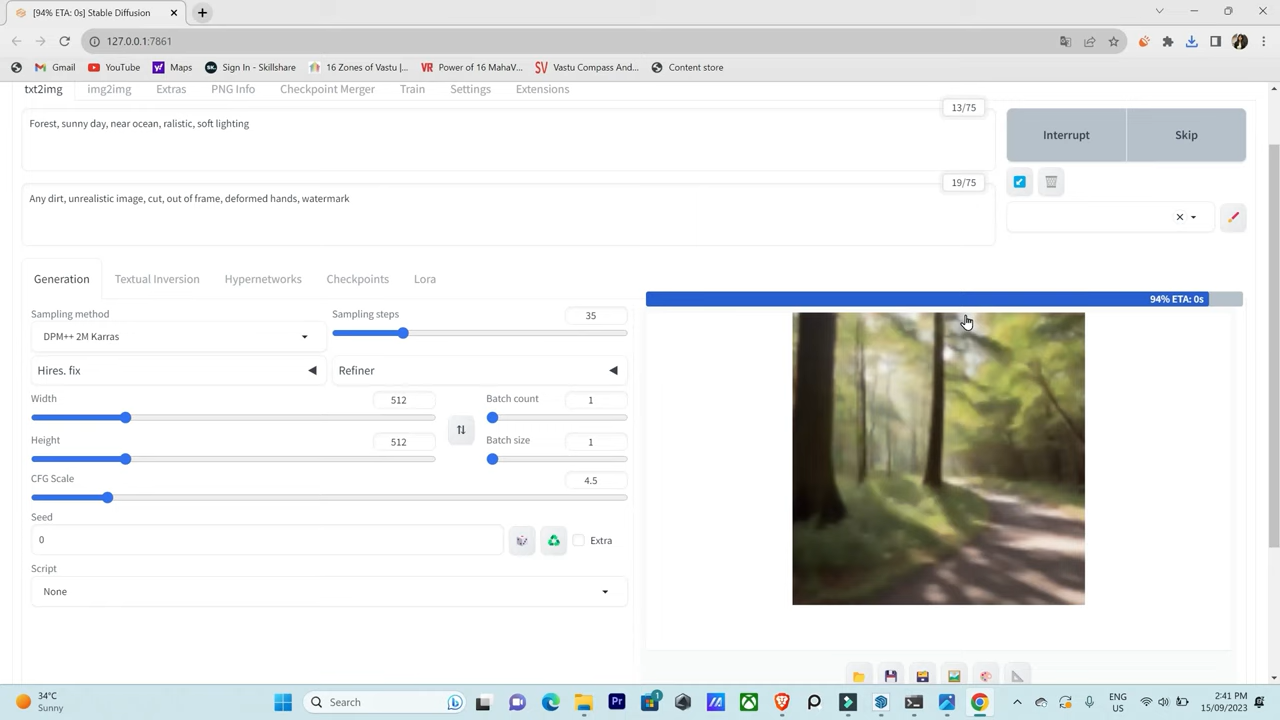 [94% ETA: 0s] Stable Diffusion
127.0.0.1:7861
Gmail YouTube Maps Sign In - Skillshare 16 Zones of Vastu |... Power of 16 MahaV... Vastu Compass And... Content store
txt2img img2img Extras PNG Info Checkpoint Merger Train Settings Extensions
13/75
Forest, sunny day, near ocean, ralistic, soft lighting
Interrupt Skip
19/75
Any dirt, unrealistic image, cut, out of frame, deformed hands, watermark
Generation Textual Inversion Hypernetworks Checkpoints Lora
94% ETA: 0s
Sampling method Sampling steps 35
DPM++ 2M Karras
Hires. fix Refiner
Width 512 Batch count 1
Height 512 Batch size 1
CFG Scale 4.5
Seed
0 Extra
Script
None
34°C
Sunny
Search
ENG
US
2:41 PM
15/09/2023